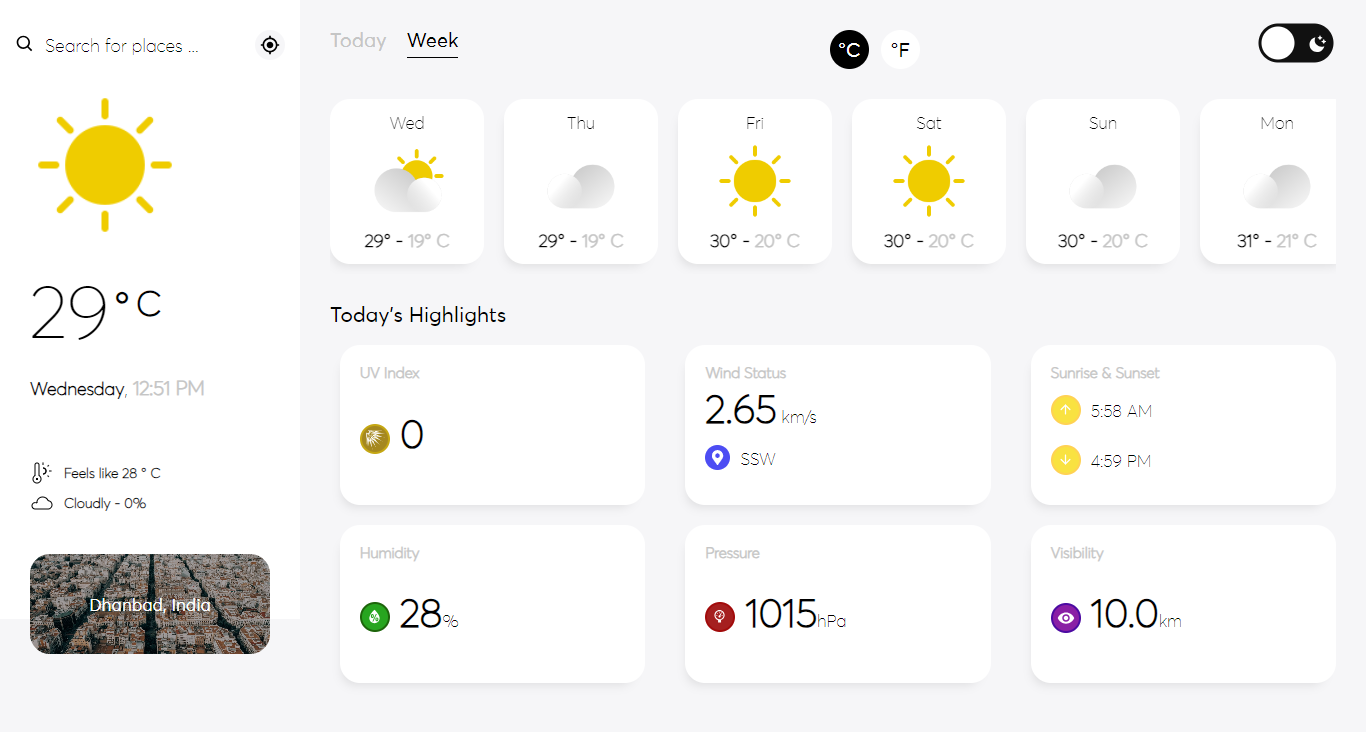 Search for places ...
29° C
Wednesday, 12:51 PM
Feels like 28 ° C
Cloudly - 0%
Dhanbad, India
Today Week
°C °F
Wed
29° - 19° C
Thu
29° - 19° C
Fri
30° - 20° C
Sat
30° - 20° C
Sun
30° - 20° C
Mon
31° - 21° C
Today's Highlights
UV Index
0
Wind Status
2.65 km/s
SSW
Sunrise & Sunset
5:58 AM
4:59 PM
Humidity
28%
Pressure
1015hPa
Visibility
10.0km